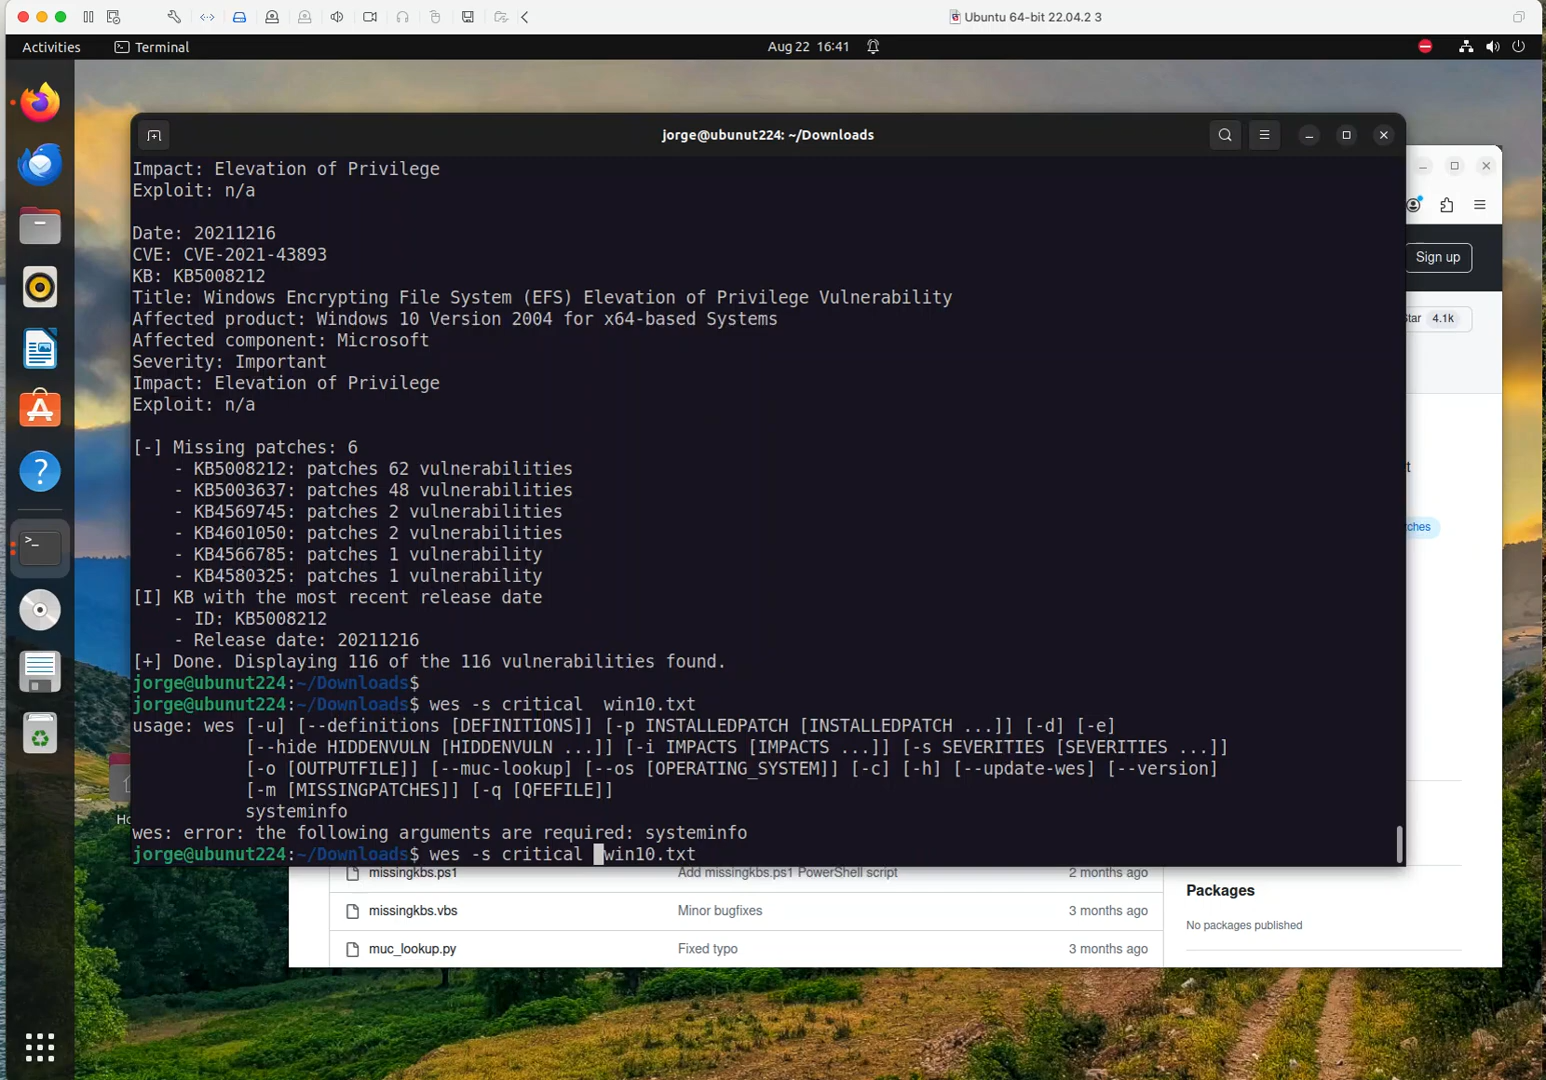 Ubuntu 64-bit 22.04.2 3
Activities
Terminal
Aug 22 16:41
jorge@ubunut224: ~/Downloads
Impact: Elevation of Privilege
Exploit: n/a
Date: 20211216
CVE: CVE-2021-43893
KB: KB5008212
Title: Windows Encrypting File System (EFS) Elevation of Privilege Vulnerability
Affected product: Windows 10 Version 2004 for x64-based Systems
Affected component: Microsoft
Severity: Important
Impact: Elevation of Privilege
Exploit: n/a
[-] Missing patches: 6
- KB5008212: patches 62 vulnerabilities
- KB5003637: patches 48 vulnerabilities
- KB4569745: patches 2 vulnerabilities
- KB4601050: patches 2 vulnerabilities
- KB4566785: patches 1 vulnerability
- KB4580325: patches 1 vulnerability
[I] KB with the most recent release date
- ID: KB5008212
- Release date: 20211216
[+] Done. Displaying 116 of the 116 vulnerabilities found.
jorge@ubunut224:~/Downloads$
jorge@ubunut224:~/Downloads$ wes -s critical  win10.txt
usage: wes [-u] [--definitions [DEFINITIONS]] [-p INSTALLEDPATCH [INSTALLEDPATCH ...]] [-d] [-e]
[--hide HIDDENVULN [HIDDENVULN ...]] [-i IMPACTS [IMPACTS ...]] [-s SEVERITIES [SEVERITIES ...]]
[-o [OUTPUTFILE]] [--muc-lookup] [--os [OPERATING_SYSTEM]] [-c] [-h] [--update-wes] [--version]
[-m [MISSINGPATCHES]] [-q [QFEFILE]]
systeminfo
wes: error: the following arguments are required: systeminfo
jorge@ubunut224:~/Downloads$ wes -s critical  win10.txt
Sign up
Star 4.1k
t
ches
Ho
missingkbs.ps1
Add missingkbs.ps1 PowerShell script
2 months ago
missingkbs.vbs
Minor bugfixes
3 months ago
muc_lookup.py
Fixed typo
3 months ago
Packages
No packages published